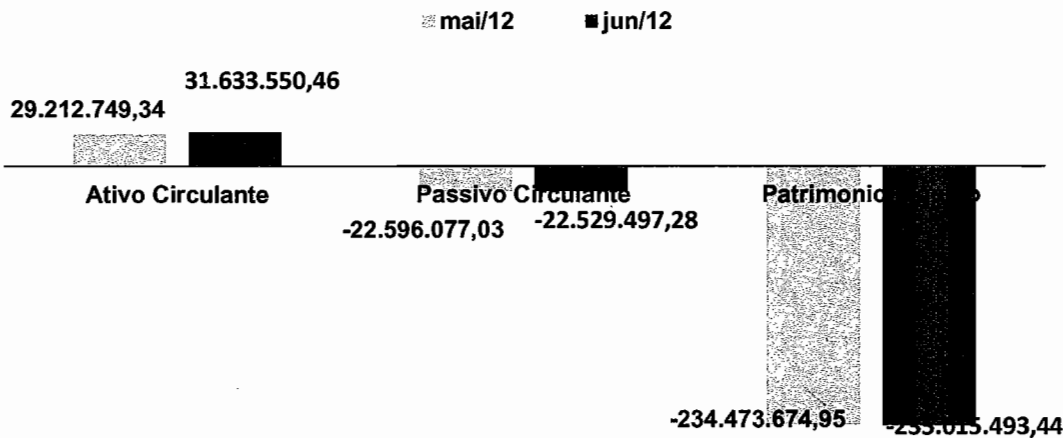 mai/12 jun/12
31.633.550,46
29.212.749,34
Ativo Circulante Passivo Circulante
-22.596.077,03 -22.529.497,28
-234.473.674,95